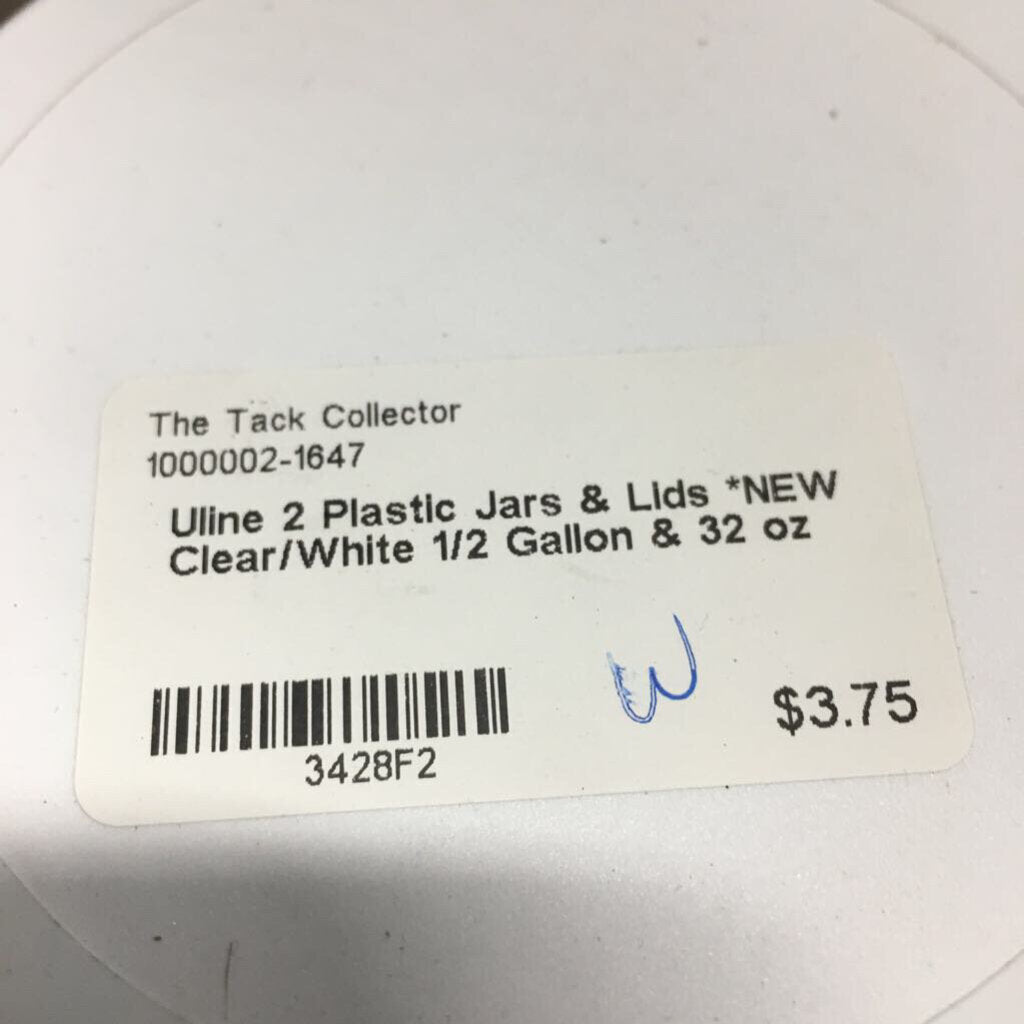 The Tack Collector
1000002-1647
Uline 2 Plastic Jars & Lids *NEW
Clear/White 1/2 Gallon & 32 oz
W
$3.75
3428F2